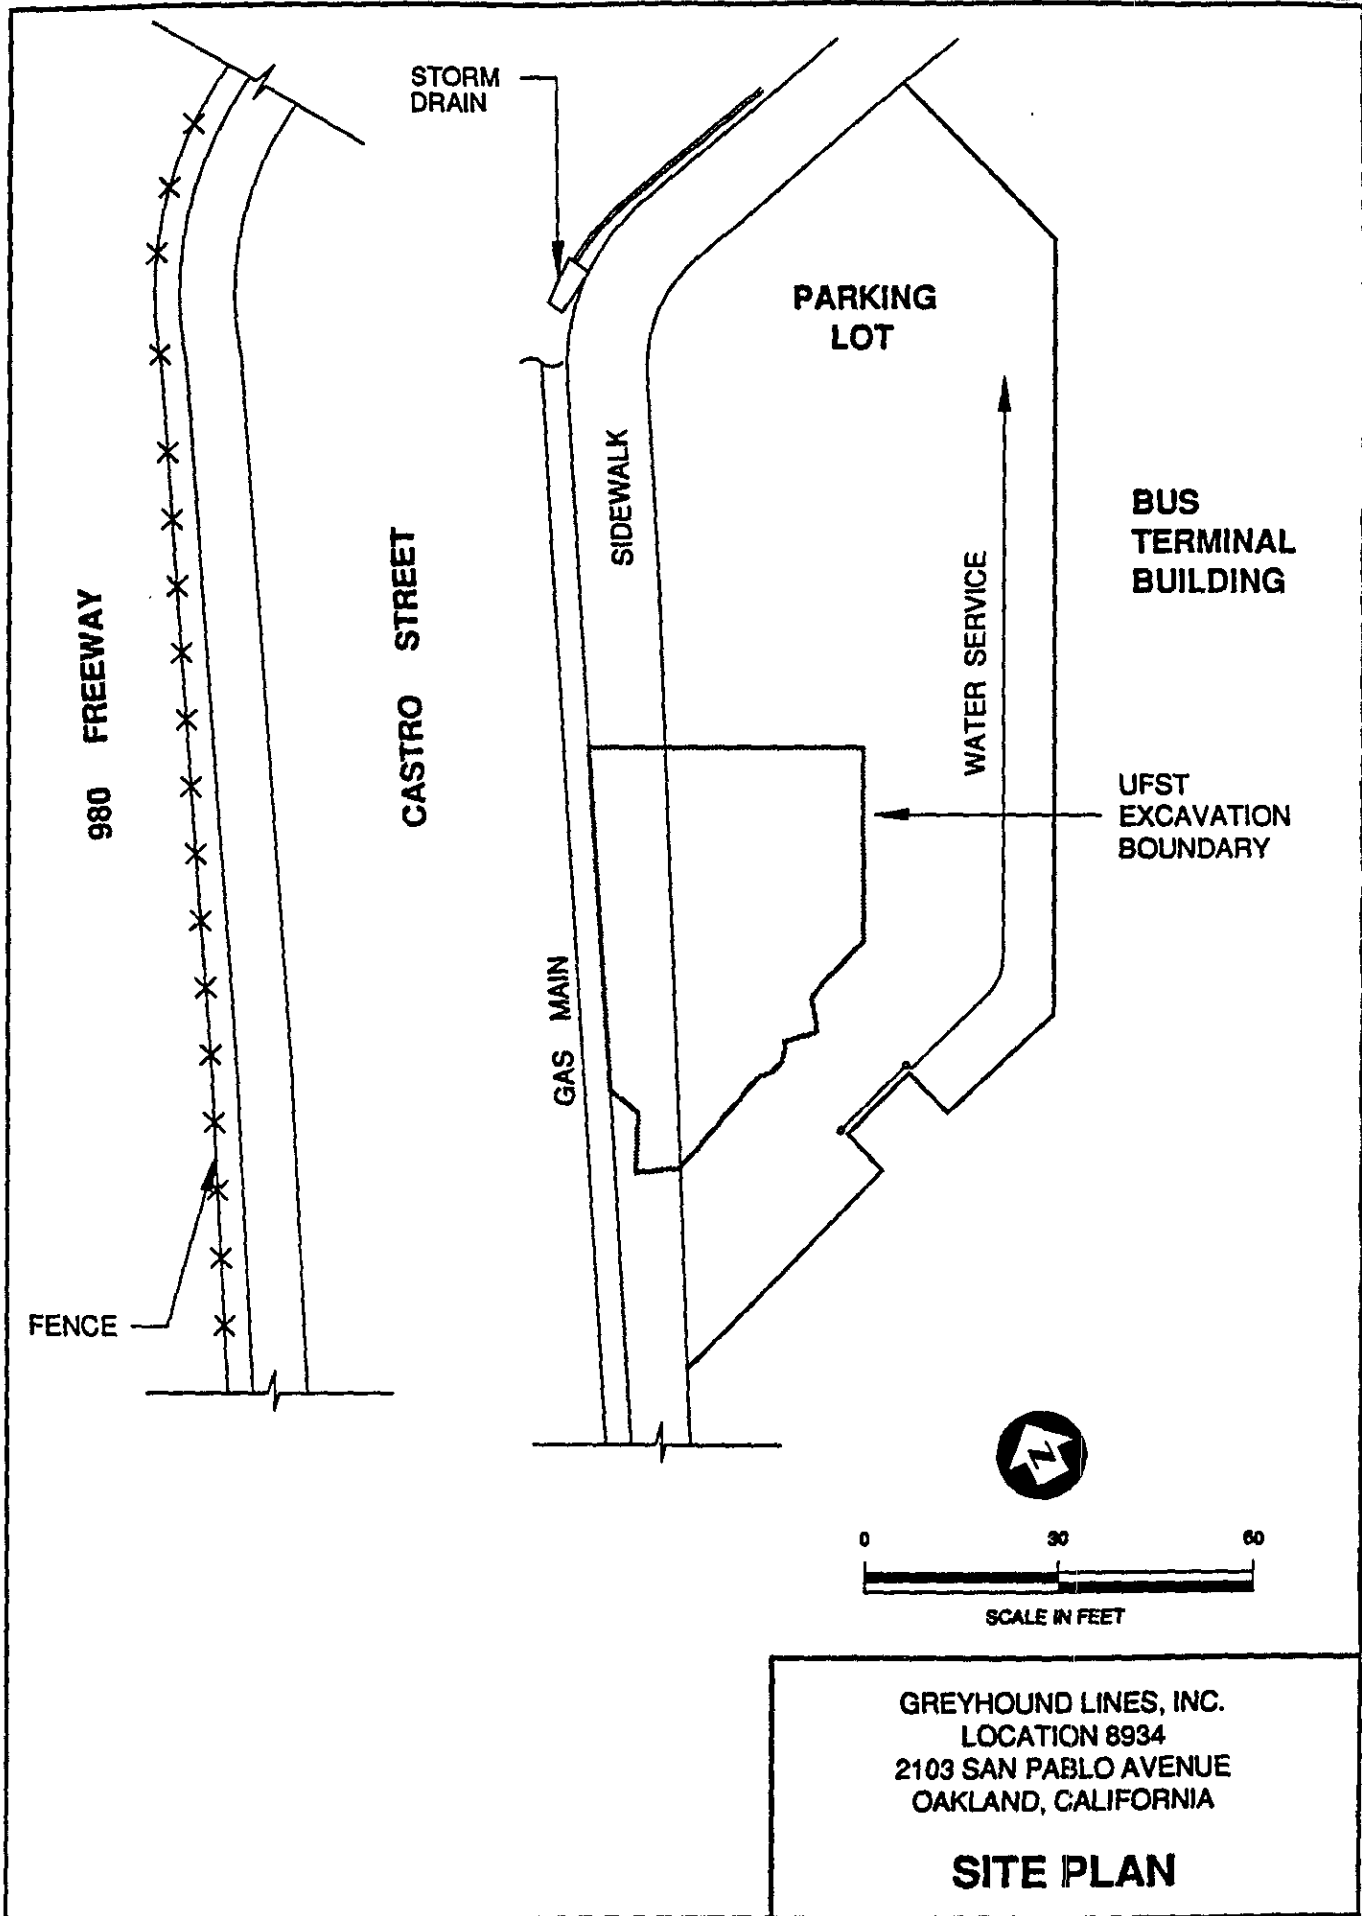 STORM
DRAIN
PARKING
LOT
SIDEWALK
BUS
TERMINAL
BUILDING
980 FREEWAY
CASTRO STREET
WATER SERVICE
UFST
EXCAVATION
BOUNDARY
GAS MAIN
FENCE
N
0 30 60
SCALE IN FEET
GREYHOUND LINES, INC.
LOCATION 8934
2103 SAN PABLO AVENUE
OAKLAND, CALIFORNIA
SITE PLAN